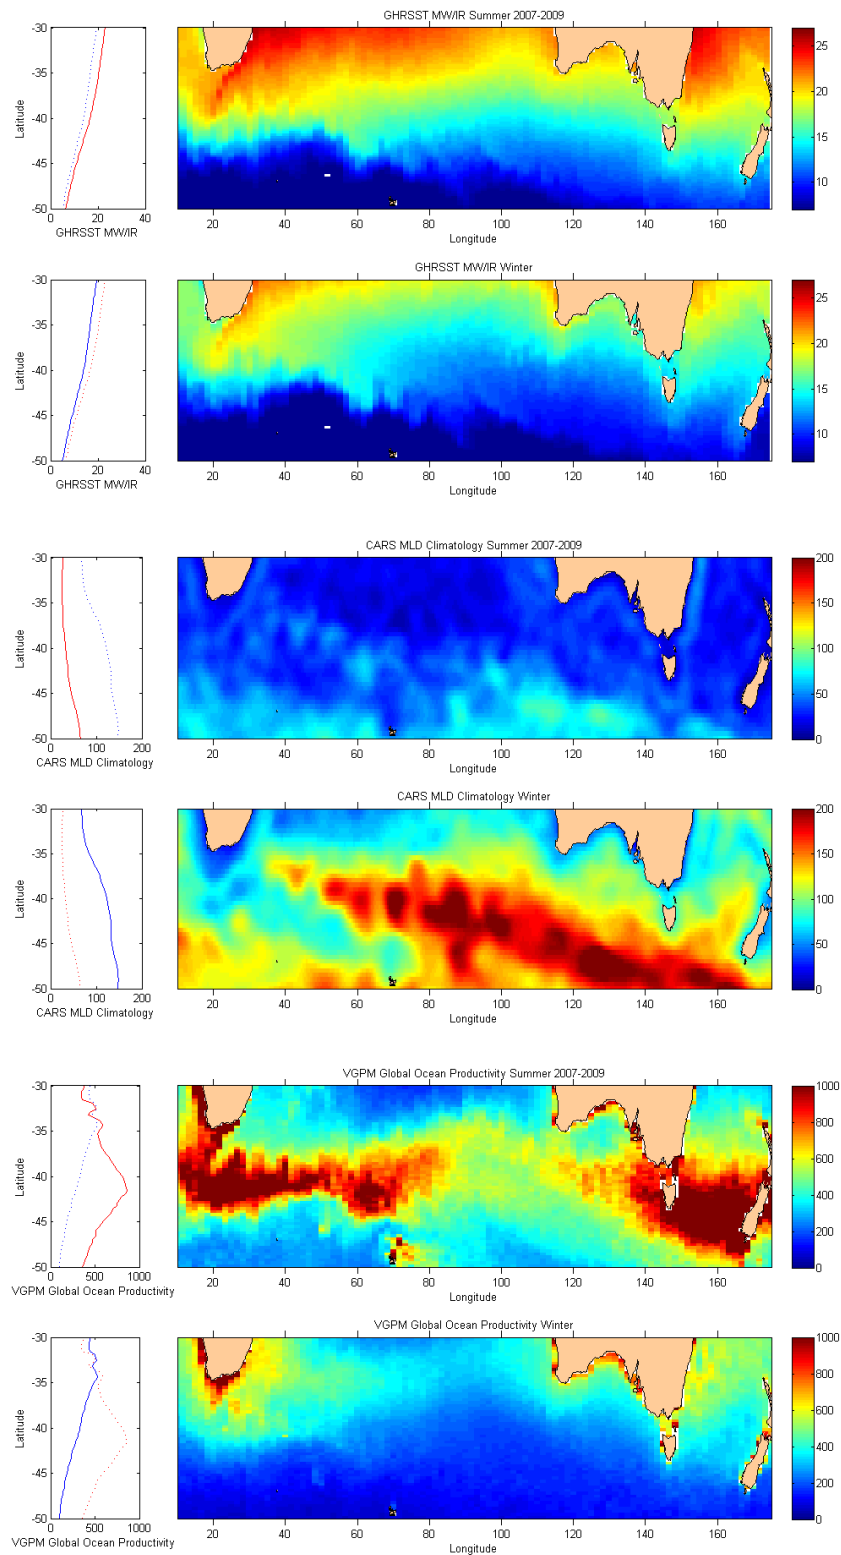 GHRSST MW/IR Summer 2007-2009
-30
-35
-40
-45
-50
Latitude
0 20 40
GHRSST MW/IR
20 40 60 80 100 120 140 160
Longitude
25
20
15
10
GHRSST MW/IR Winter
-30
-35
-40
-45
-50
Latitude
0 20 40
GHRSST MW/IR
20 40 60 80 100 120 140 160
Longitude
25
20
15
10
CARS MLD Climatology Summer 2007-2009
-30
-35
-40
-45
-50
Latitude
0 100 200
CARS MLD Climatology
20 40 60 80 100 120 140 160
Longitude
200
150
100
50
0
CARS MLD Climatology Winter
-30
-35
-40
-45
-50
Latitude
0 100 200
CARS MLD Climatology
20 40 60 80 100 120 140 160
Longitude
200
150
100
50
0
VGPM Global Ocean Productivity Summer 2007-2009
-30
-35
-40
-45
-50
Latitude
0 500 1000
VGPM Global Ocean Productivity
20 40 60 80 100 120 140 160
Longitude
1000
800
600
400
200
0
VGPM Global Ocean Productivity Winter
-30
-35
-40
-45
-50
Latitude
0 500 1000
VGPM Global Ocean Productivity
20 40 60 80 100 120 140 160
Longitude
1000
800
600
400
200
0